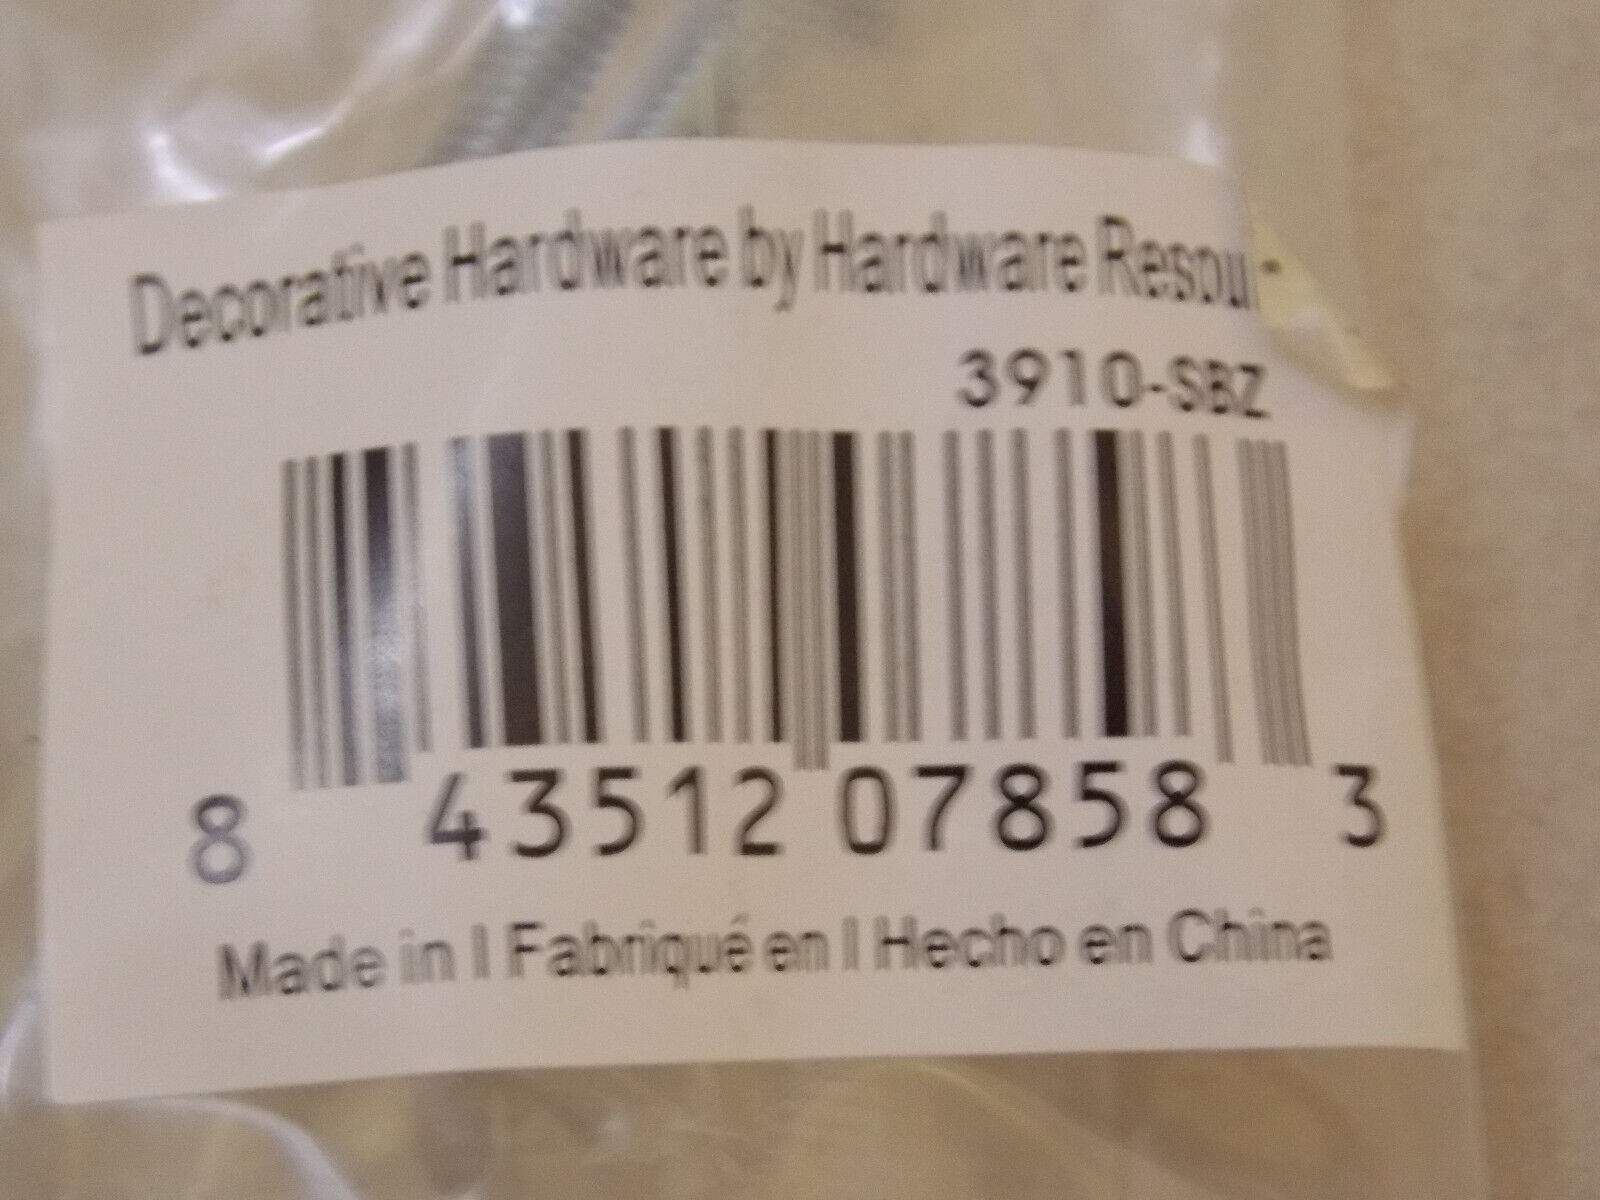 Decorative Hardware by Hardware Resou
3910-SBZ
8 43512 07858 3
Made in | Fabriqué en | Hecho en China